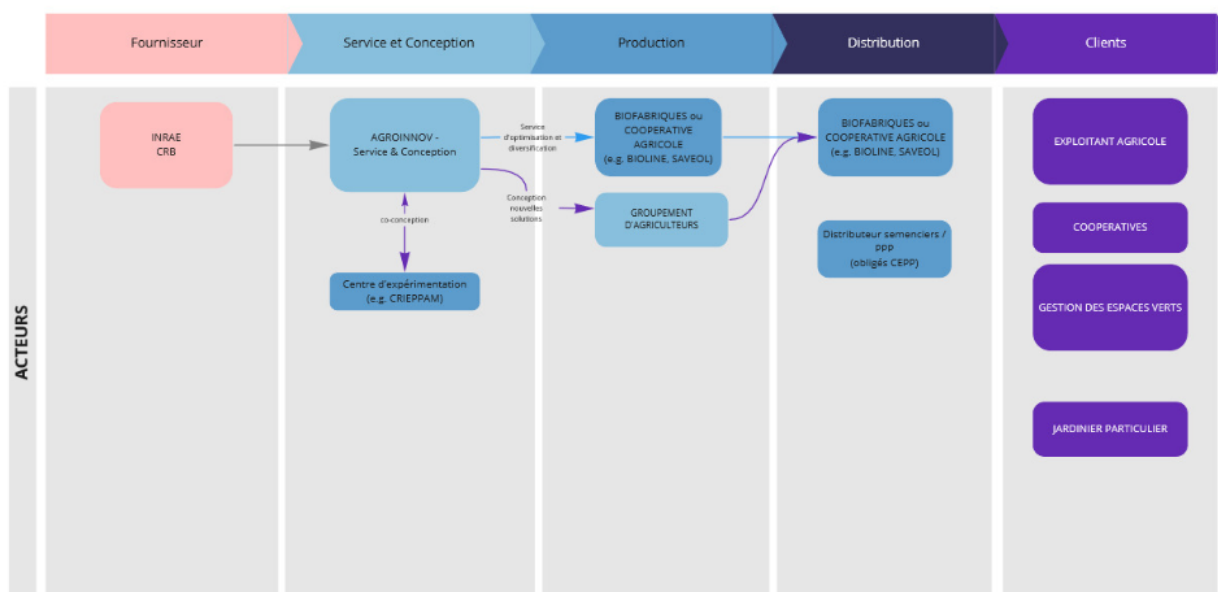 Fournisseur
Service et Conception
Production
Distribution
Clients
ACTEURS
INRAE
CRB
AGROINNOV -
Service & Conception
co-conception
Centre d'expérimentation
(e.g. CRIEPPAM)
Service
d'optimisation et
diversification
Conception
nouvelles
solutions
BIOFABRIQUES ou
COOPERATIVE
AGRICOLE
(e.g. BIOLINE, SAVEOL)
GROUPEMENT
D'AGRICULTEURS
BIOFABRIQUES ou
COOPERATIVE AGRICOLE
(e.g. BIOLINE, SAVEOL)
Distributeur semenciers /
PPP
(obligés CEPP)
EXPLOITANT AGRICOLE
COOPERATIVES
GESTION DES ESPACES VERTS
JARDINIER PARTICULIER